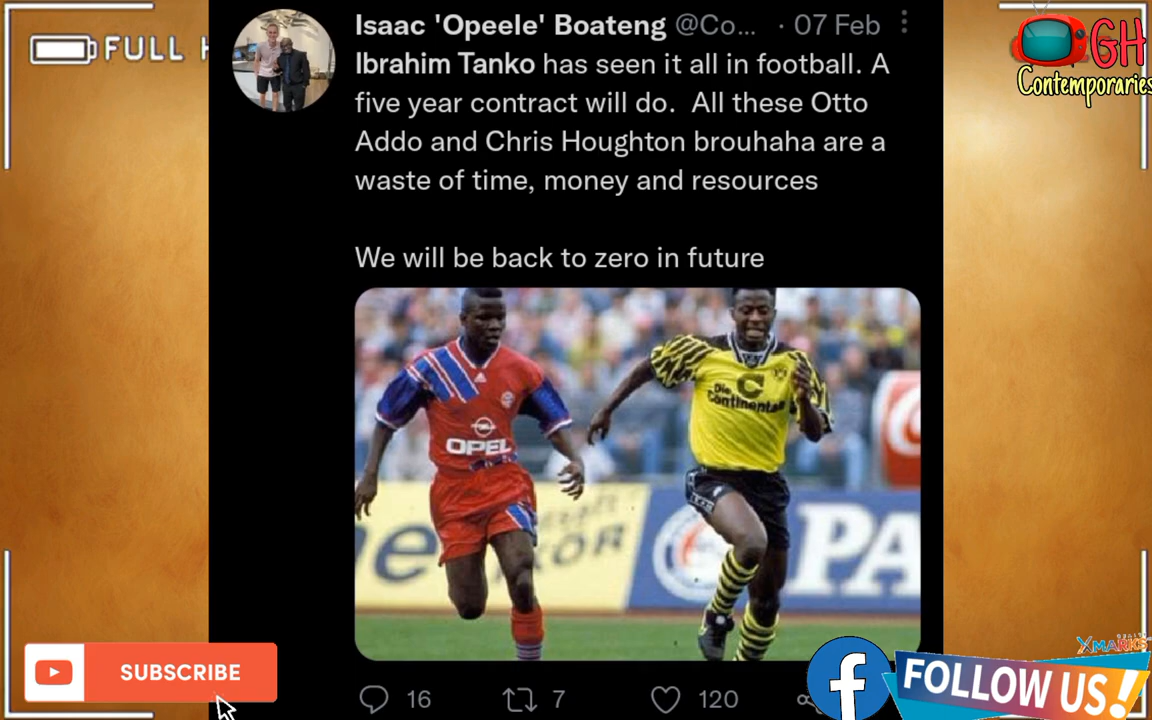 FULL H
Isaac 'Opeele' Boateng @Co... · 07 Feb
GH
Contemporaries
Ibrahim Tanko has seen it all in football. A
five year contract will do.  All these Otto
Addo and Chris Houghton brouhaha are a
waste of time, money and resources
We will be back to zero in future
Die
Continentale
OPEL
PA
16
7
120
SUBSCRIBE
f
XMARKS
FOLLOW US!